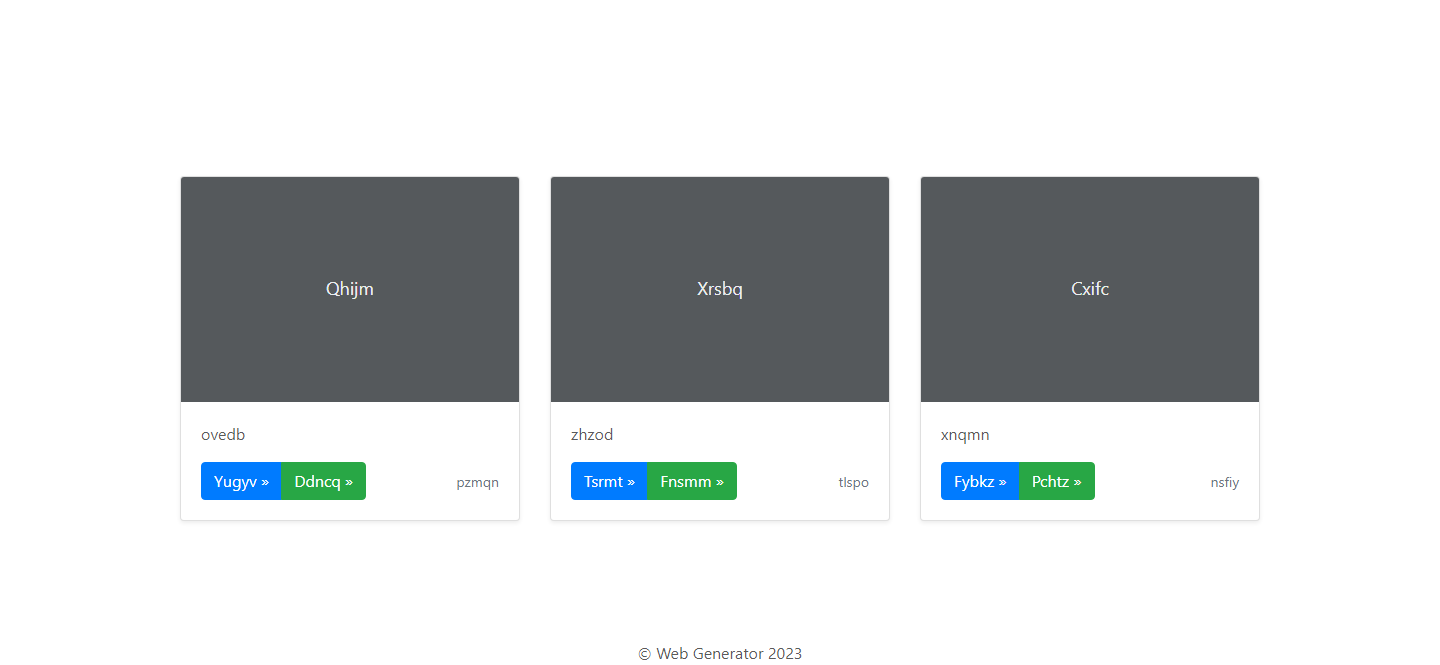 Qhijm
ovedb
Yugyv » Ddncq » pzmqn
Xrsbq
zhzod
Tsrmt » Fnsmm » tlspo
Cxifc
xnqmn
Fybkz » Pchtz » nsfiy
© Web Generator 2023